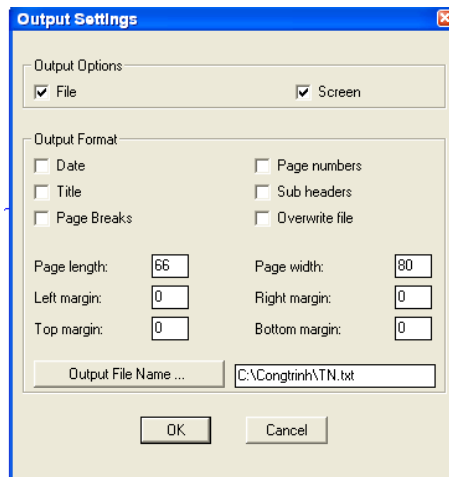 Output Settings
Output Options
File Screen
Output Format
Date Page numbers
Title Sub headers
Page Breaks Overwrite file
Page length: 66 Page width: 80
Left margin: 0 Right margin: 0
Top margin: 0 Bottom margin: 0
Output File Name ... C:\Congtrinh\TN.txt
OK Cancel